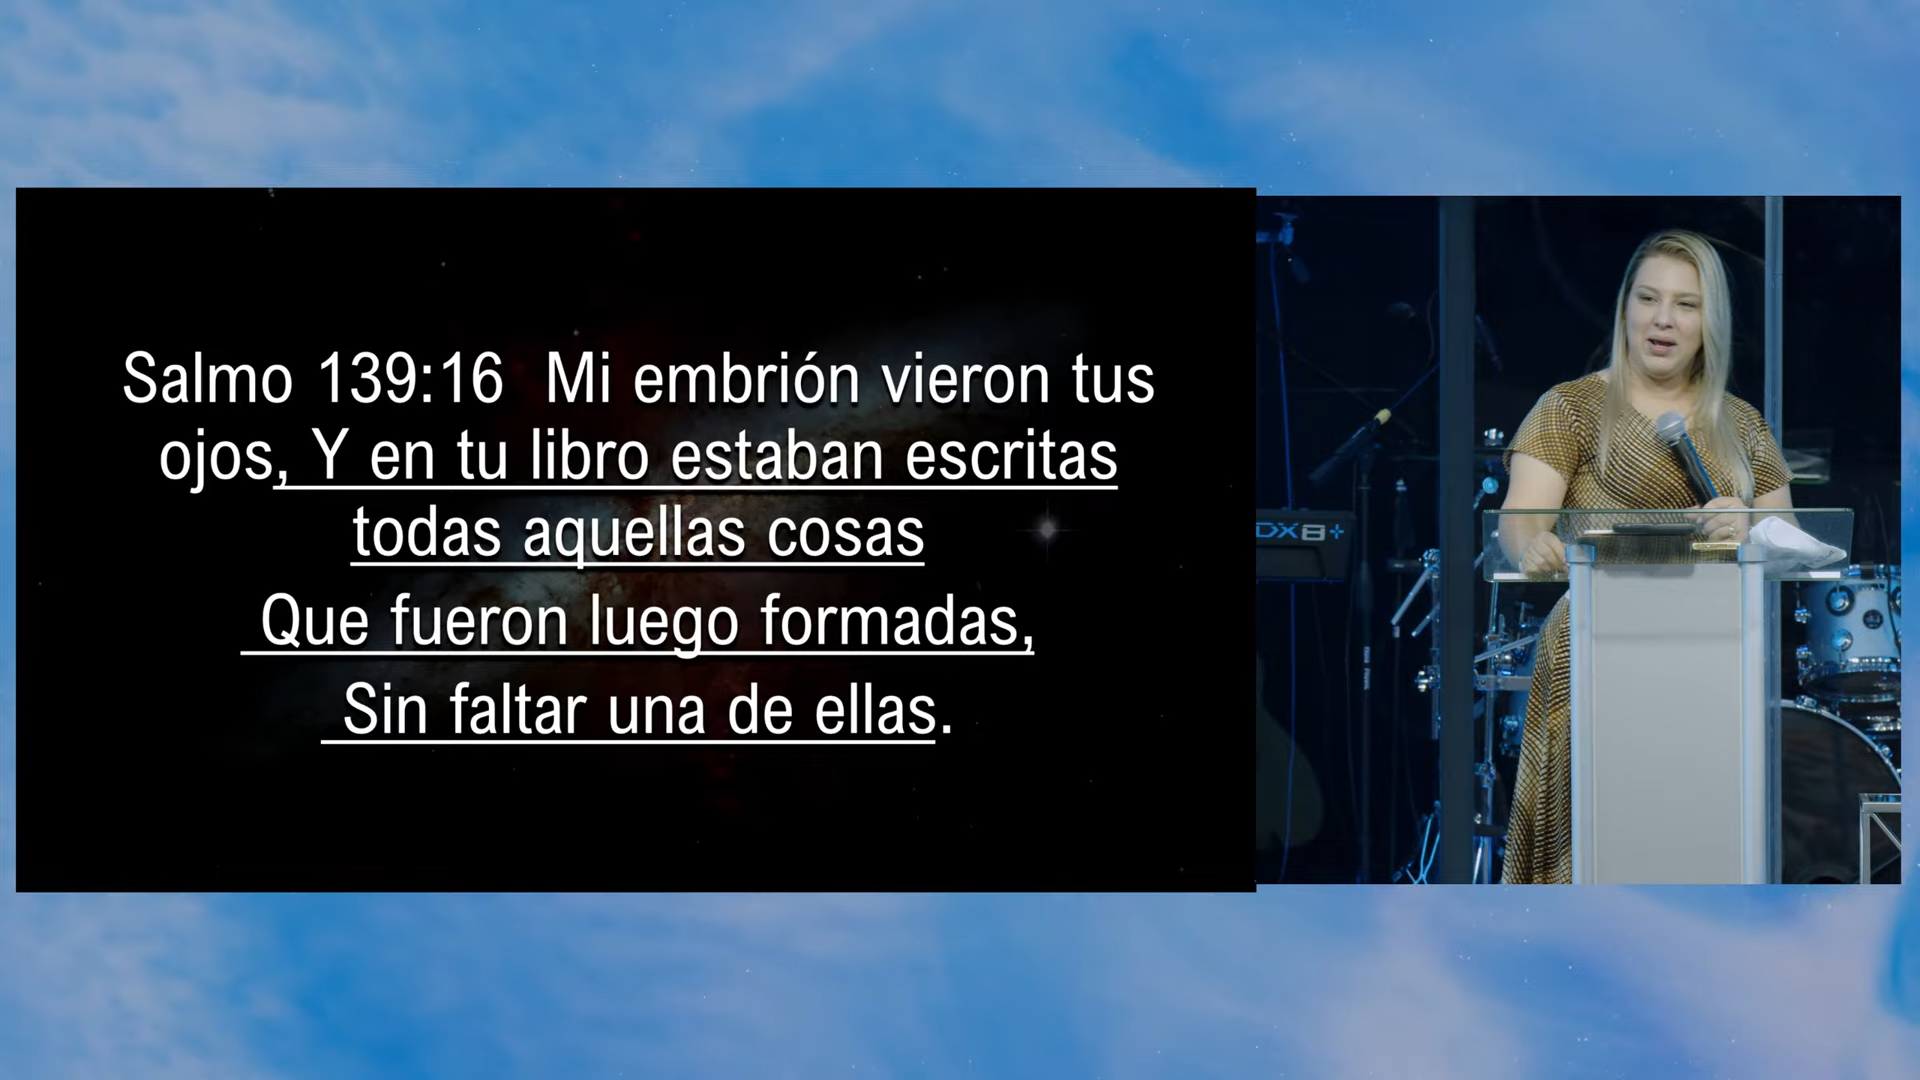 Salmo 139:16  Mi embrión vieron tus
ojos, Y en tu libro estaban escritas
todas aquellas cosas
Que fueron luego formadas,
Sin faltar una de ellas.
DX8+